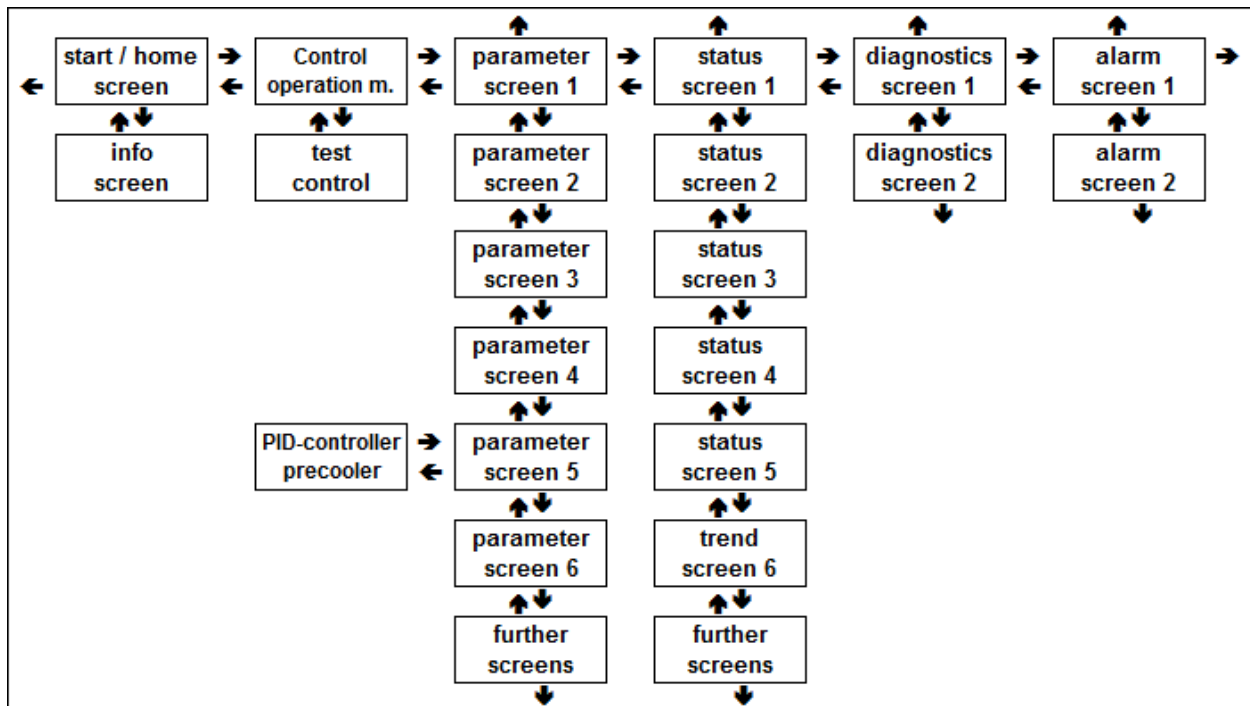 start / home
screen
Control
operation m.
parameter
screen 1
status
screen 1
diagnostics
screen 1
alarm
screen 1
info
screen
test
control
parameter
screen 2
status
screen 2
diagnostics
screen 2
alarm
screen 2
parameter
screen 3
status
screen 3
parameter
screen 4
status
screen 4
PID-controller
precooler
parameter
screen 5
status
screen 5
parameter
screen 6
trend
screen 6
further
screens
further
screens